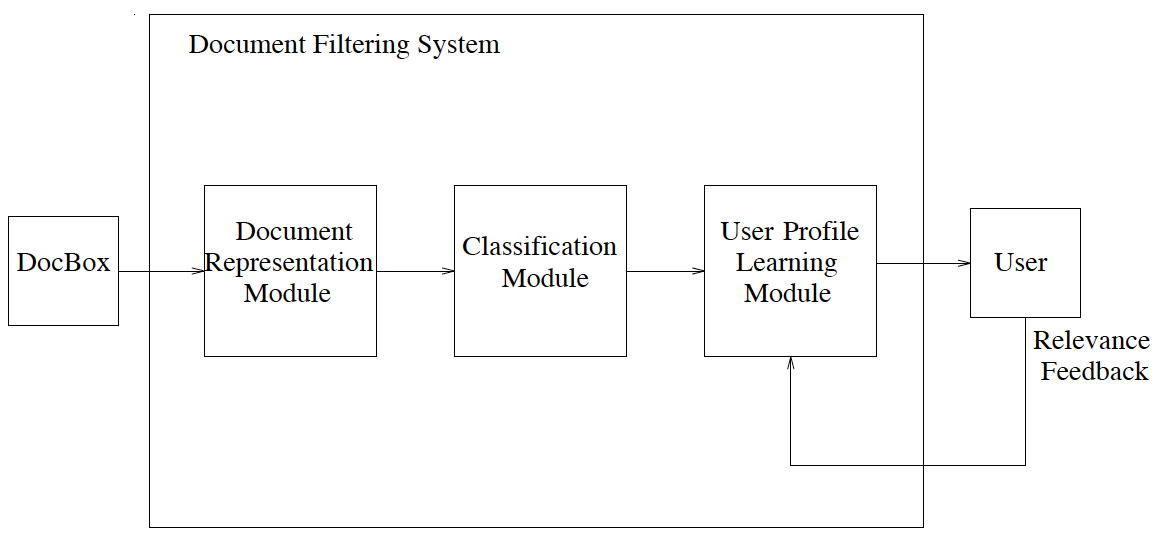 Document Filtering System
DocBox
Document
Representation
Module
Classification
Module
User Profile
Learning
Module
User
Relevance
Feedback